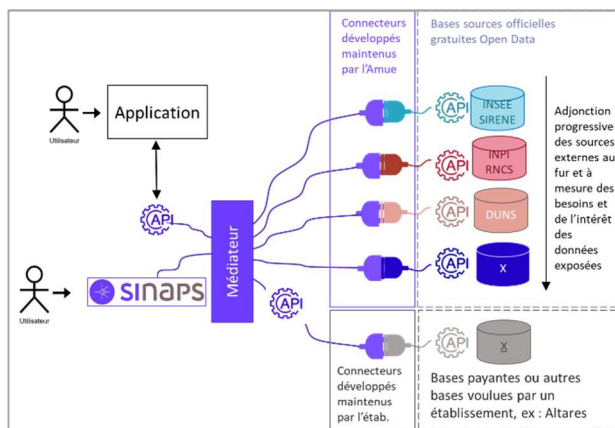 Connecteurs
développés
maintenus
par l'Amue
Bases sources officielles
gratuites Open Data
Utilisateur
Application
API
INSEE
SIRENE
API
INPI
RNCS
API
DUNS
API
X
Adjonction
progressive
des sources
externes au
fur et à
mesure des
besoins et
de l'intérêt
des
données
exposées
API
Médiateur
Utilisateur
SINAPS
API
API
X
Connecteurs
développés
maintenus
par l'étab.
Bases payantes ou autres
bases voulues par un
établissement, ex : Altares